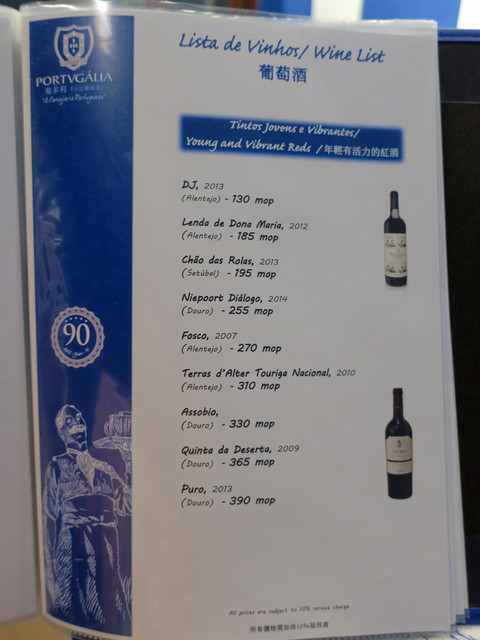 PORTVGÁLIA
葡多利
"A Cervejaria Portuguesa"
Lista de Vinhos/ Wine List
葡萄酒
Tintos Jovens e Vibrantes/
Young and Vibrant Reds / 年輕有活力的紅酒
DJ, 2013
(Alentejo) - 130 mop
Lenda de Dona Maria, 2012
(Alentejo) - 185 mop
Chão das Rolas, 2013
(Setúbal) - 195 mop
Niepoort Diálogo, 2014
(Douro) - 255 mop
Fosco, 2007
(Alentejo) - 270 mop
Terras d'Alter Touriga Nacional, 2010
(Alentejo) - 310 mop
Assobio,
(Douro) - 330 mop
Quinta da Deserta, 2009
(Douro) - 365 mop
Puro, 2013
(Douro) - 390 mop
90
All prices are subject to 10% service charge
所有價格需加收10%服務費